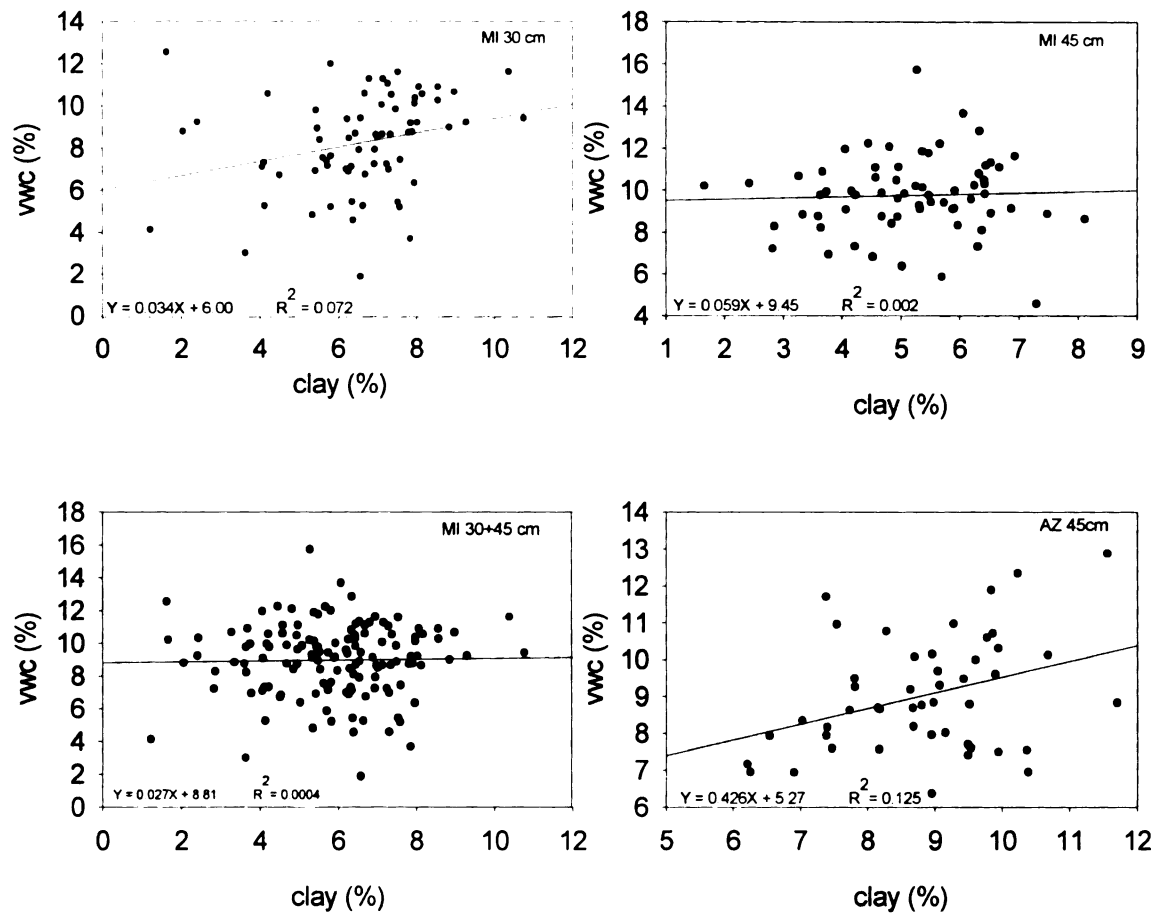 MI 30 cm
14
12
10
8
6
4
2
0
vwc (%)
Y = 0.034X + 6.00 R² = 0.072
0 2 4 6 8 10 12
clay (%)
MI 45 cm
18
16
14
12
10
8
6
4
vwc (%)
Y = 0.059X + 9.45 R² = 0.002
1 2 3 4 5 6 7 8 9
clay (%)
MI 30+45 cm
18
16
14
12
10
8
6
4
2
0
vwc (%)
Y = 0.027X + 8.81 R² = 0.0004
0 2 4 6 8 10 12
clay (%)
AZ 45cm
14
13
12
11
10
9
8
7
6
vwc (%)
Y = 0.426X + 5.27 R² = 0.125
5 6 7 8 9 10 11 12
clay (%)